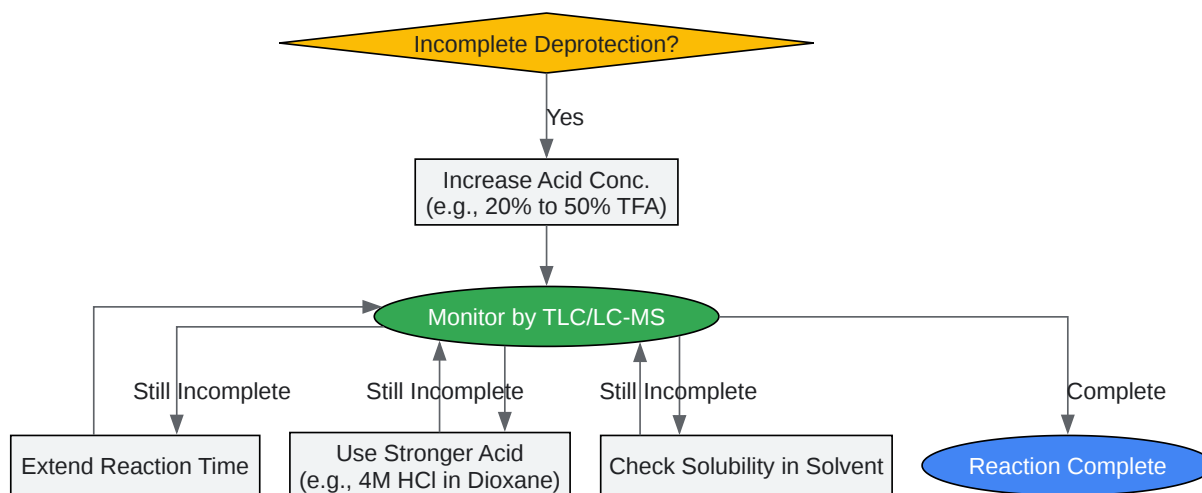 Incomplete Deprotection?
Yes
Increase Acid Conc.
(e.g., 20% to 50% TFA)
Monitor by TLC/LC-MS
Still Incomplete
Still Incomplete
Still Incomplete
Complete
Extend Reaction Time
Use Stronger Acid
(e.g., 4M HCl in Dioxane)
Check Solubility in Solvent
Reaction Complete